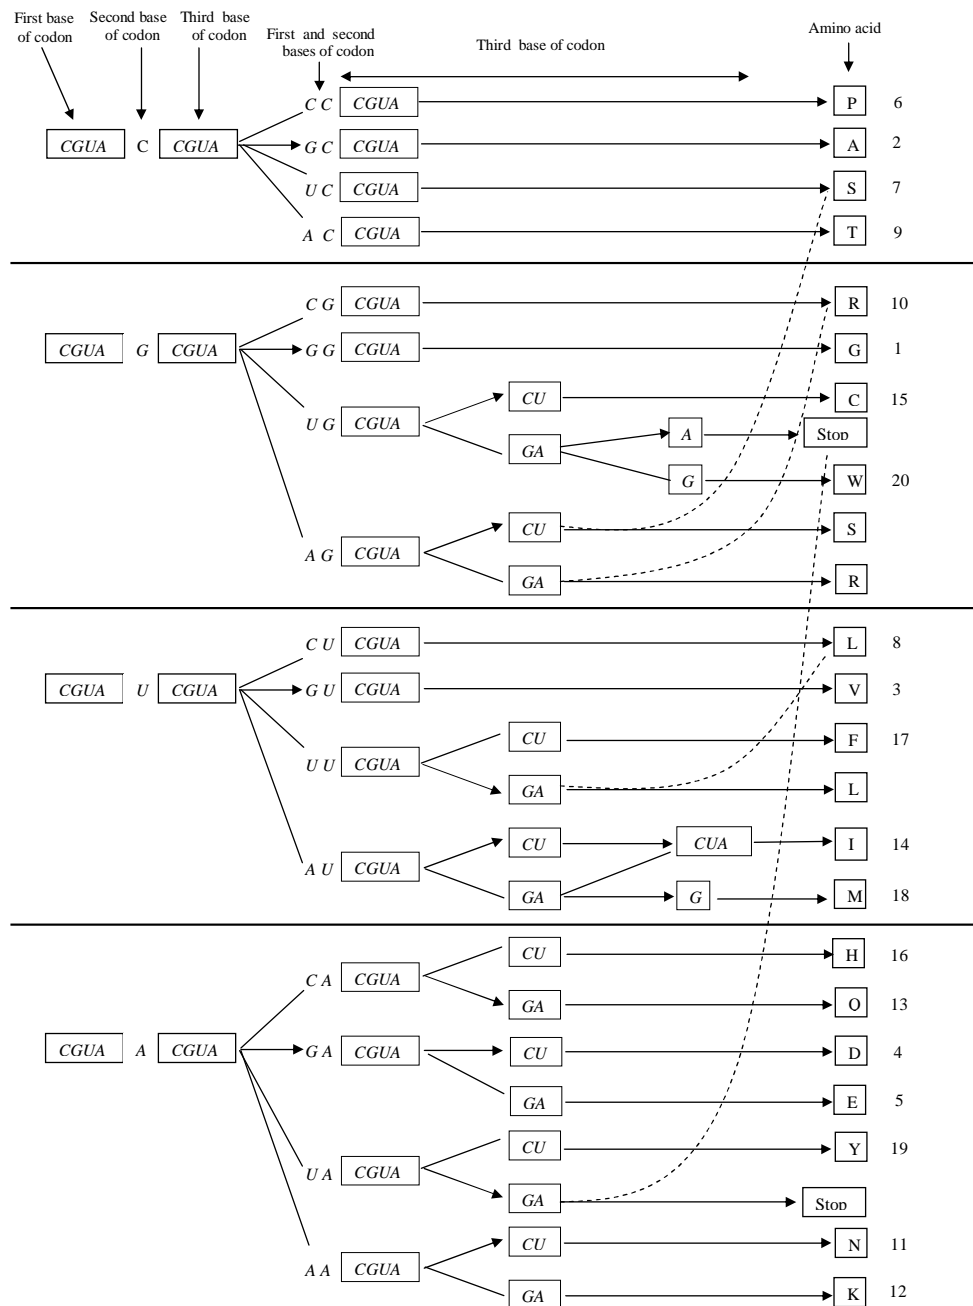 First base of codon
Second base of codon
Third base of codon
First and second bases of codon
Third base of codon
Amino acid
CGUA C CGUA
C C CGUA P 6
G C CGUA A 2
U C CGUA S 7
A C CGUA T 9
CGUA G CGUA
C G CGUA R 10
G G CGUA G 1
U G CGUA
CU C 15
GA A Stop
G W 20
A G CGUA
CU S
GA R
CGUA U CGUA
C U CGUA L 8
G U CGUA V 3
U U CGUA
CU F 17
GA L
A U CGUA
CU CUA I 14
GA G M 18
CGUA A CGUA
C A CGUA
CU H 16
GA O 13
G A CGUA
CU D 4
GA E 5
U A CGUA
CU Y 19
GA Stop
A A CGUA
CU N 11
GA K 12